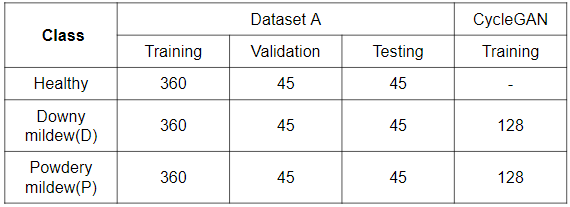 Class Dataset A CycleGAN
Training Validation Testing Training
Healthy 360 45 45 -
Downy
mildew(D) 360 45 45 128
Powdery
mildew(P) 360 45 45 128